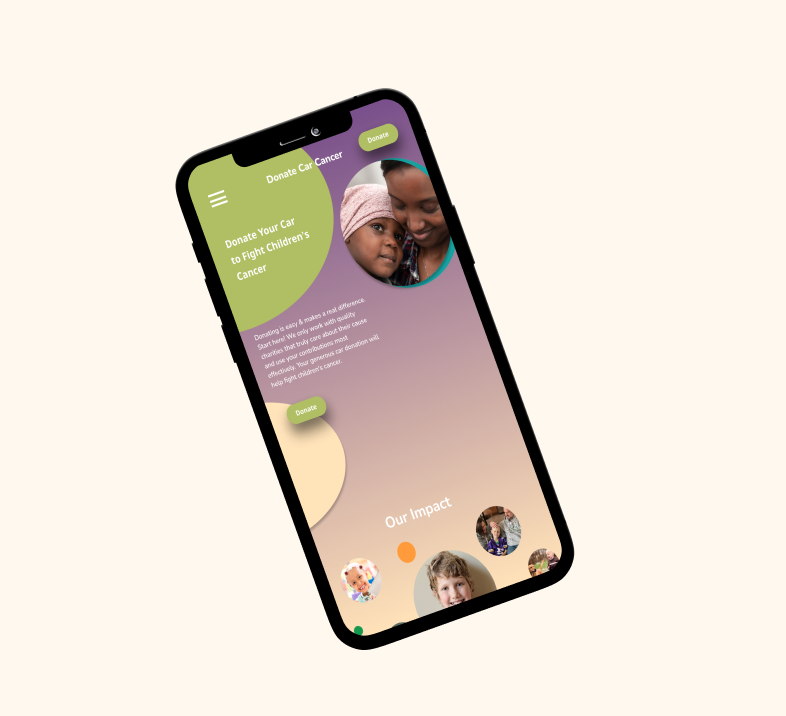 Donate Car Cancer
Donate
Donate Your Car
to Fight Children's
Cancer
Donating is easy & makes a real difference.
Start here! We only work with quality
charities that truly care about their cause
and use your contributions most
effectively. Your generous car donation will
help fight children's cancer.
Donate
Our Impact